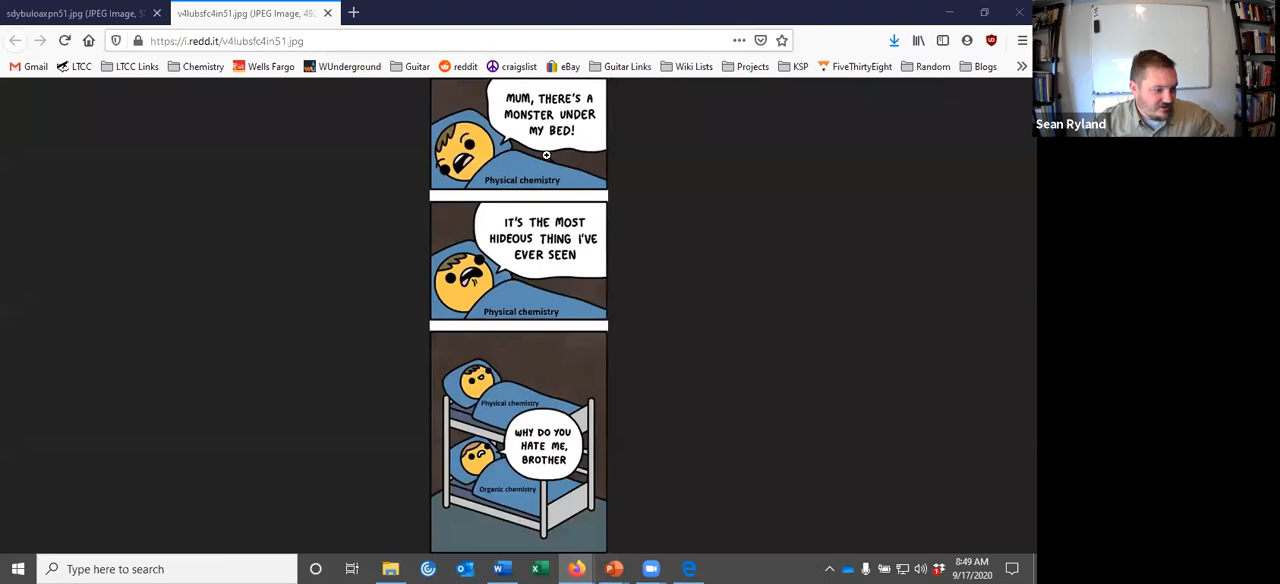 sdybuloaxpn51.jpg (JPEG Image, 5
v4lubsfc4in51.jpg (JPEG Image, 49
https://i.redd.it/v4lubsfc4in51.jpg
Gmail LTCC LTCC Links Chemistry Wells Fargo WUnderground Guitar reddit craigslist eBay Guitar Links Wiki Lists Projects KSP FiveThirtyEight Random Blogs
Sean Ryland
MUM, THERE'S A
MONSTER UNDER
MY BED!
Physical chemistry
IT'S THE MOST
HIDEOUS THING I'VE
EVER SEEN
Physical chemistry
Physical chemistry
WHY DO YOU
HATE ME,
BROTHER
Organic chemistry
Type here to search
8:49 AM
9/17/2020